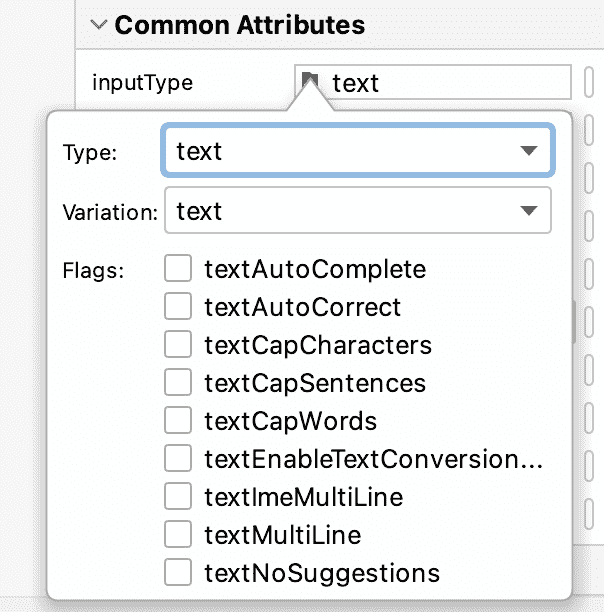 Common Attributes
inputType text
Type: text
Variation: text
Flags: textAutoComplete
textAutoCorrect
textCapCharacters
textCapSentences
textCapWords
textEnableTextConversion...
textImeMultiLine
textMultiLine
textNoSuggestions